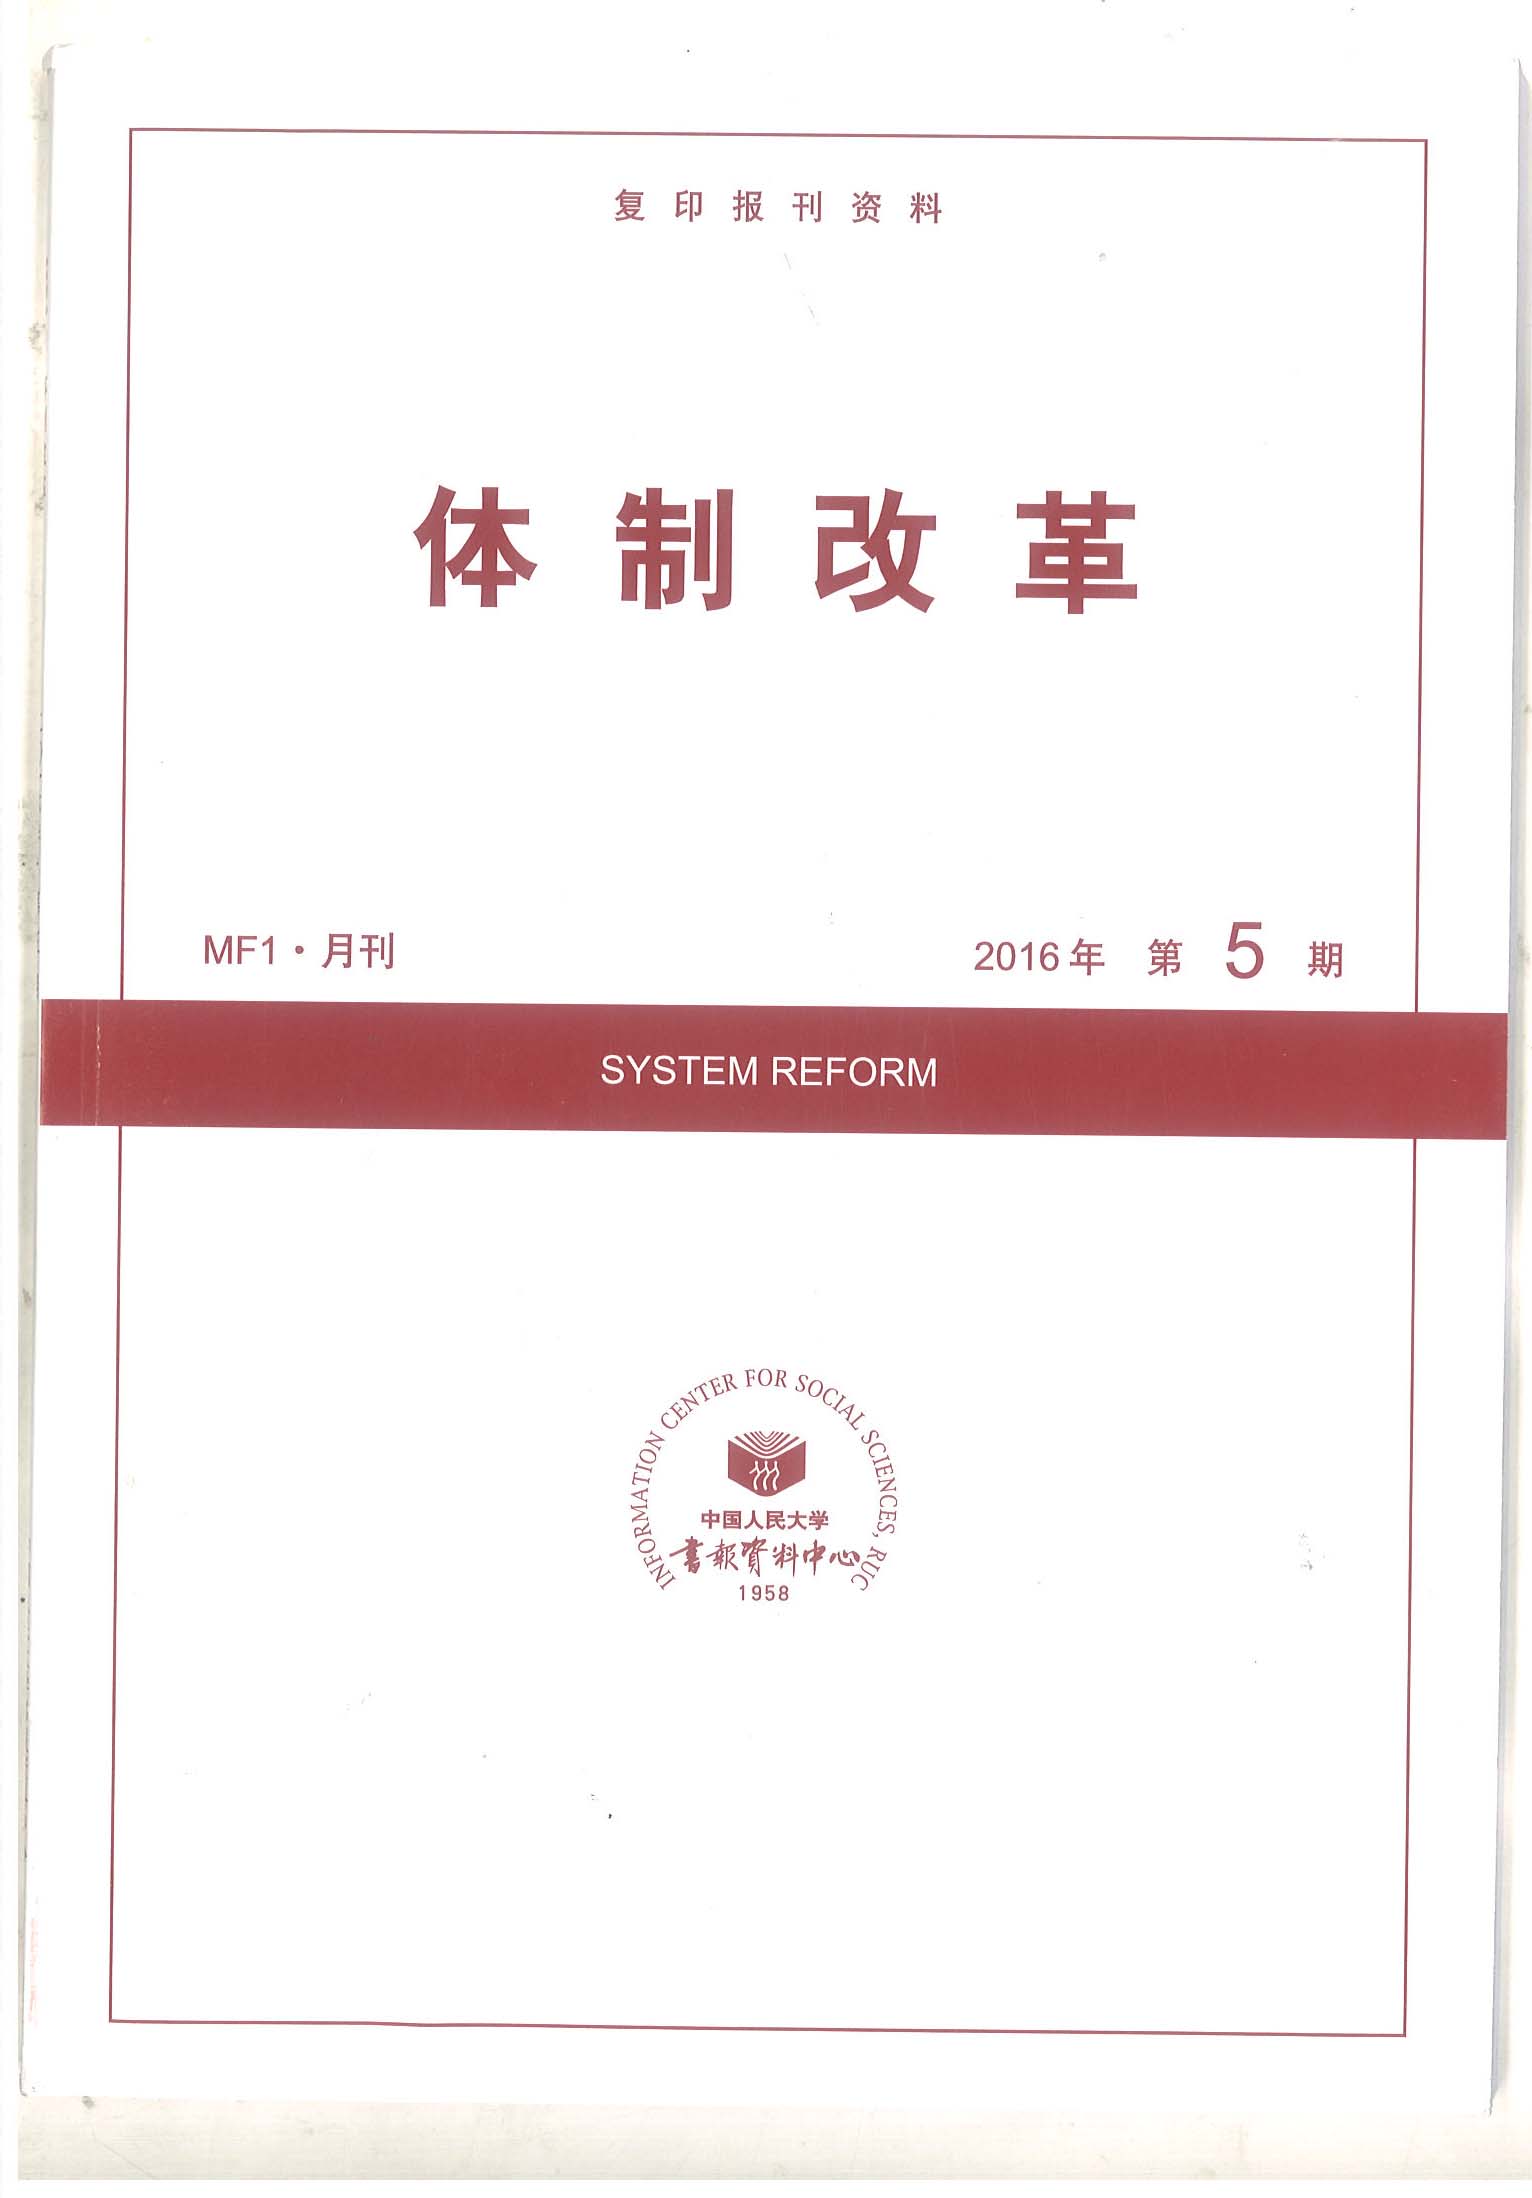 复印报刊资料
体制改革
MF1·月刊
2016年 第 5 期
SYSTEM REFORM
INFORMATION CENTER FOR SOCIAL SCIENCES, RUC
中国人民大学
書報資料中心
1958